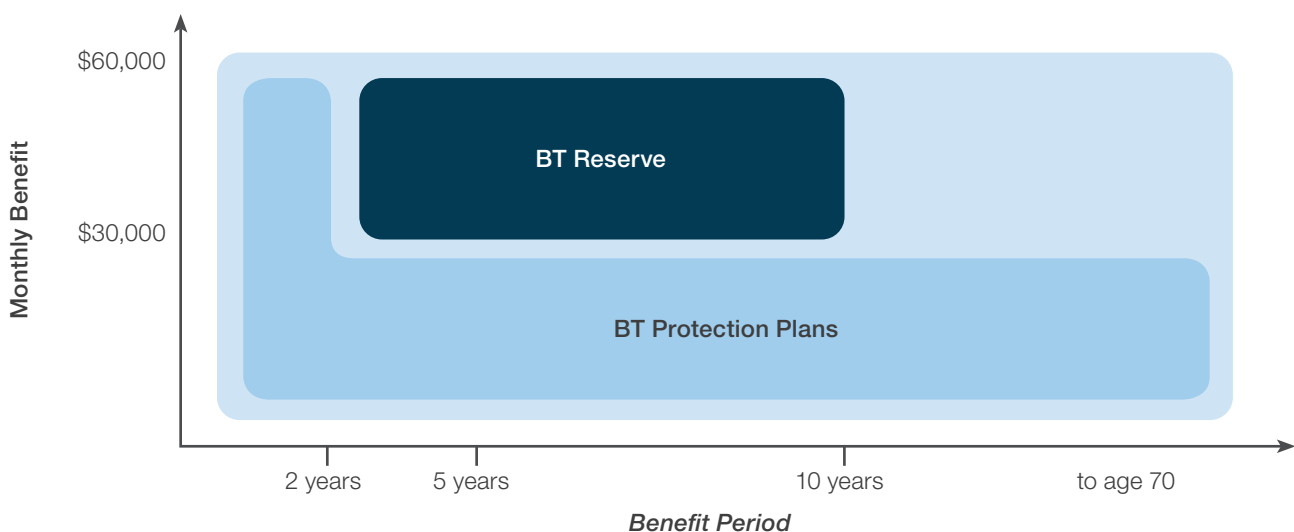 $60,000
BT Reserve
$30,000
Monthly Benefit
BT Protection Plans
2 years
5 years
10 years
to age 70
Benefit Period